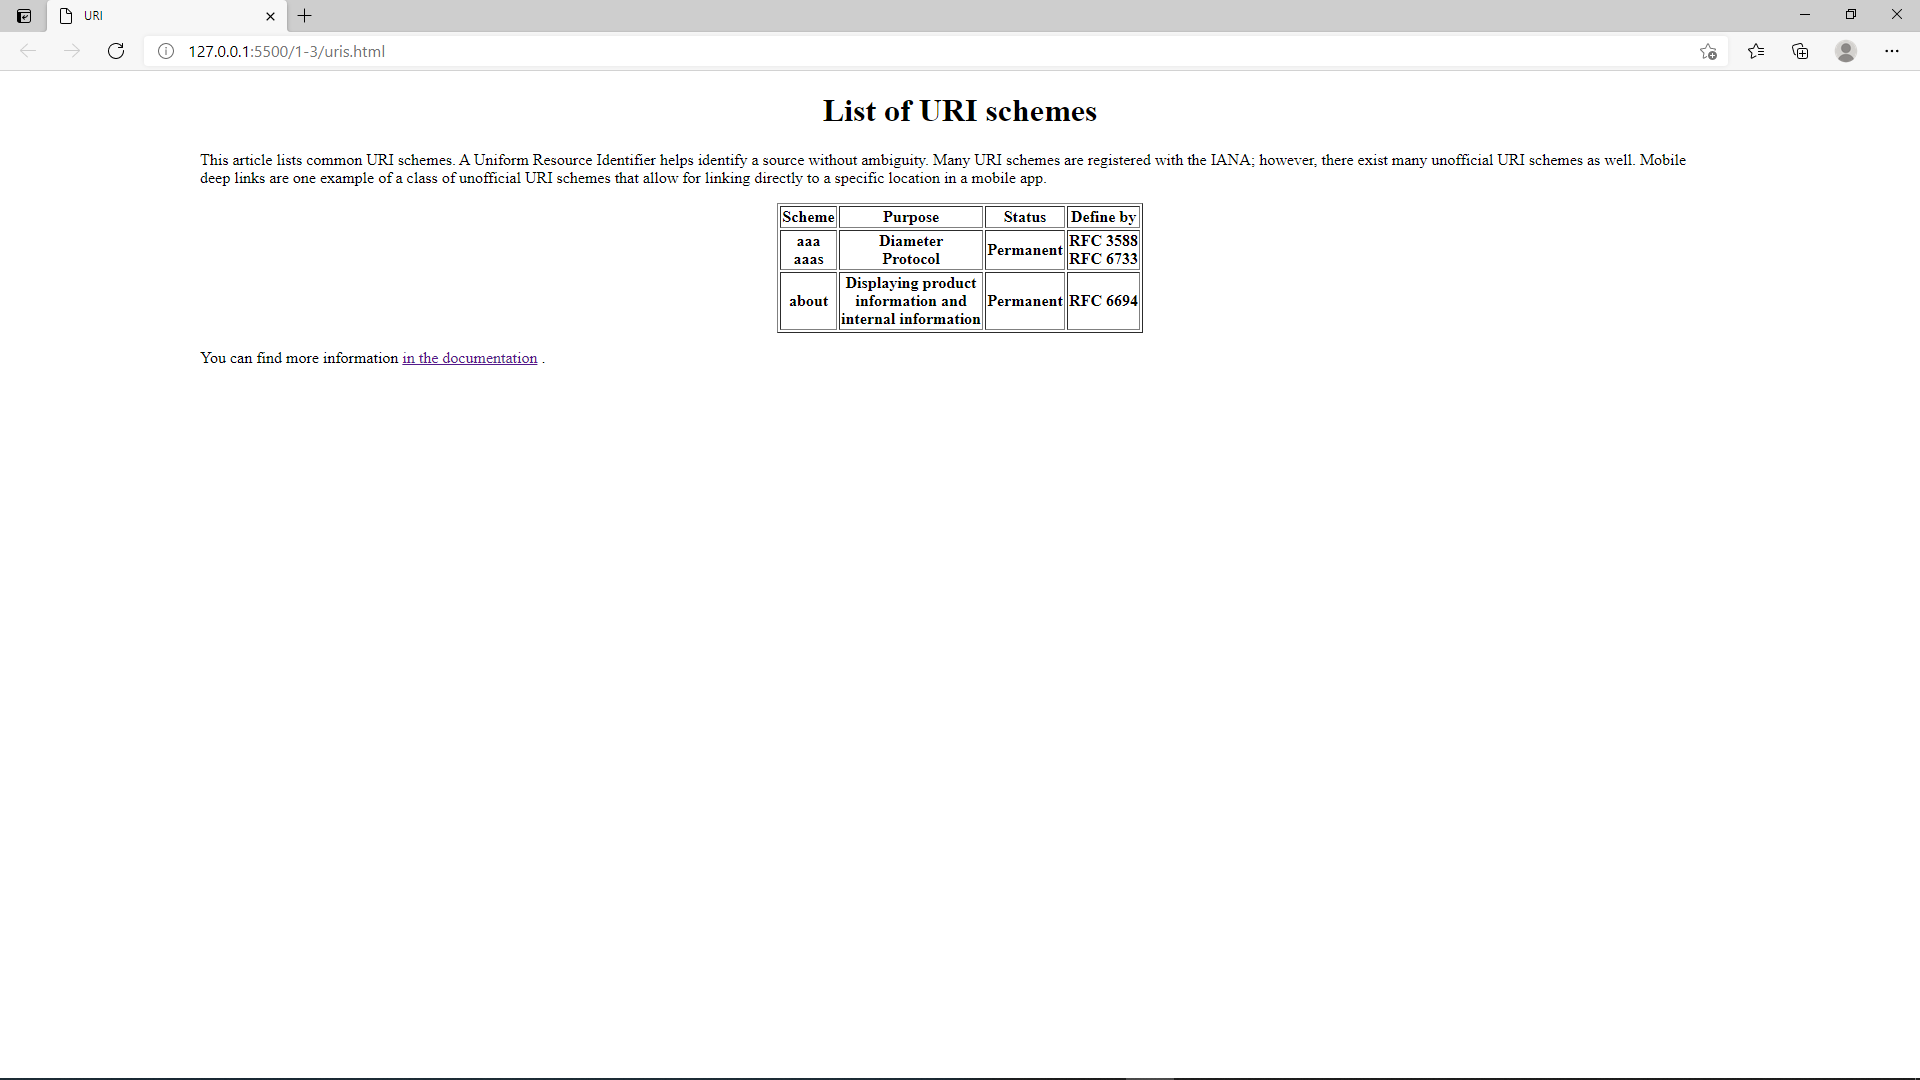 URI
127.0.0.1:5500/1-3/uris.html
List of URI schemes
This article lists common URI schemes. A Uniform Resource Identifier helps identify a source without ambiguity. Many URI schemes are registered with the IANA; however, there exist many unofficial URI schemes as well. Mobile
deep links are one example of a class of unofficial URI schemes that allow for linking directly to a specific location in a mobile app.
Scheme Purpose Status Define by
aaa
aaas
Diameter
Protocol
Permanent
RFC 3588
RFC 6733
about
Displaying product
information and
internal information
Permanent
RFC 6694
You can find more information in the documentation .